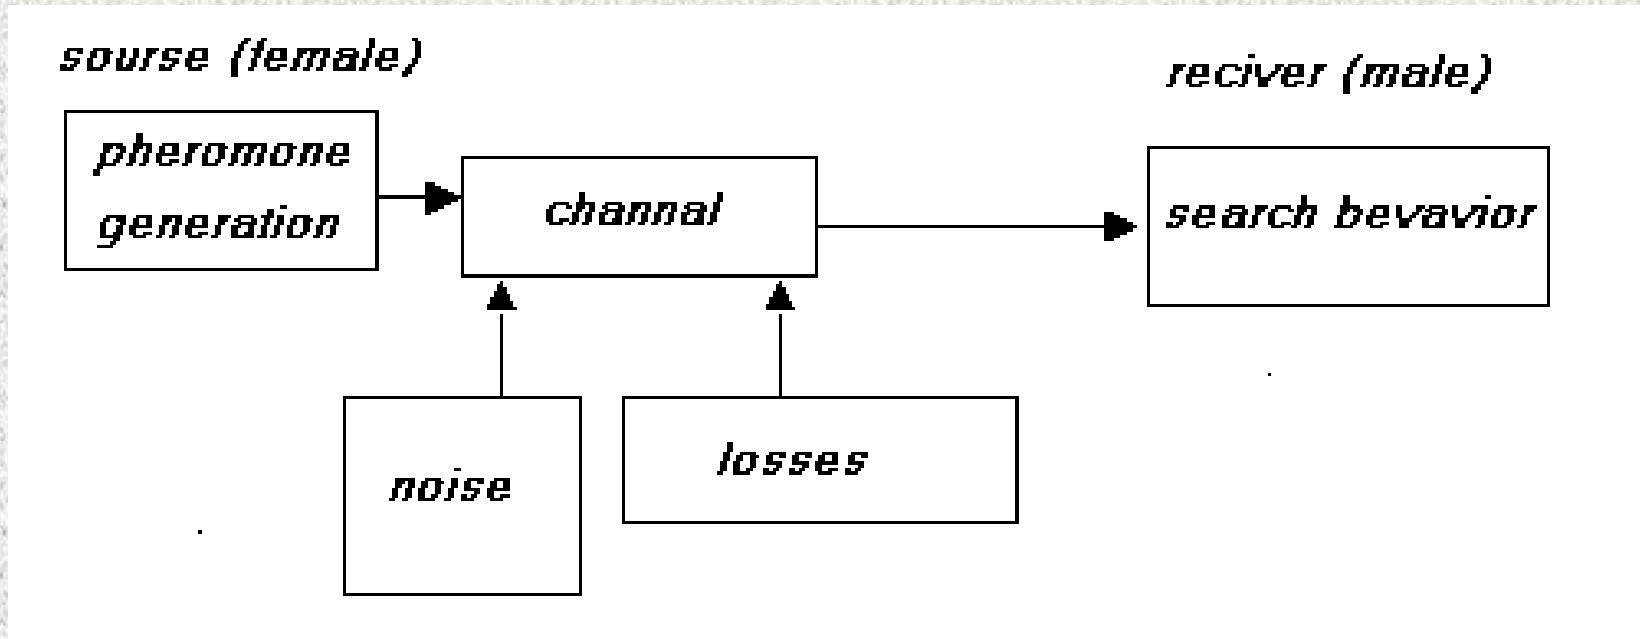 sourse (female)
reciver (male)
pheromone
generation
channal
search bevavior
noise
losses